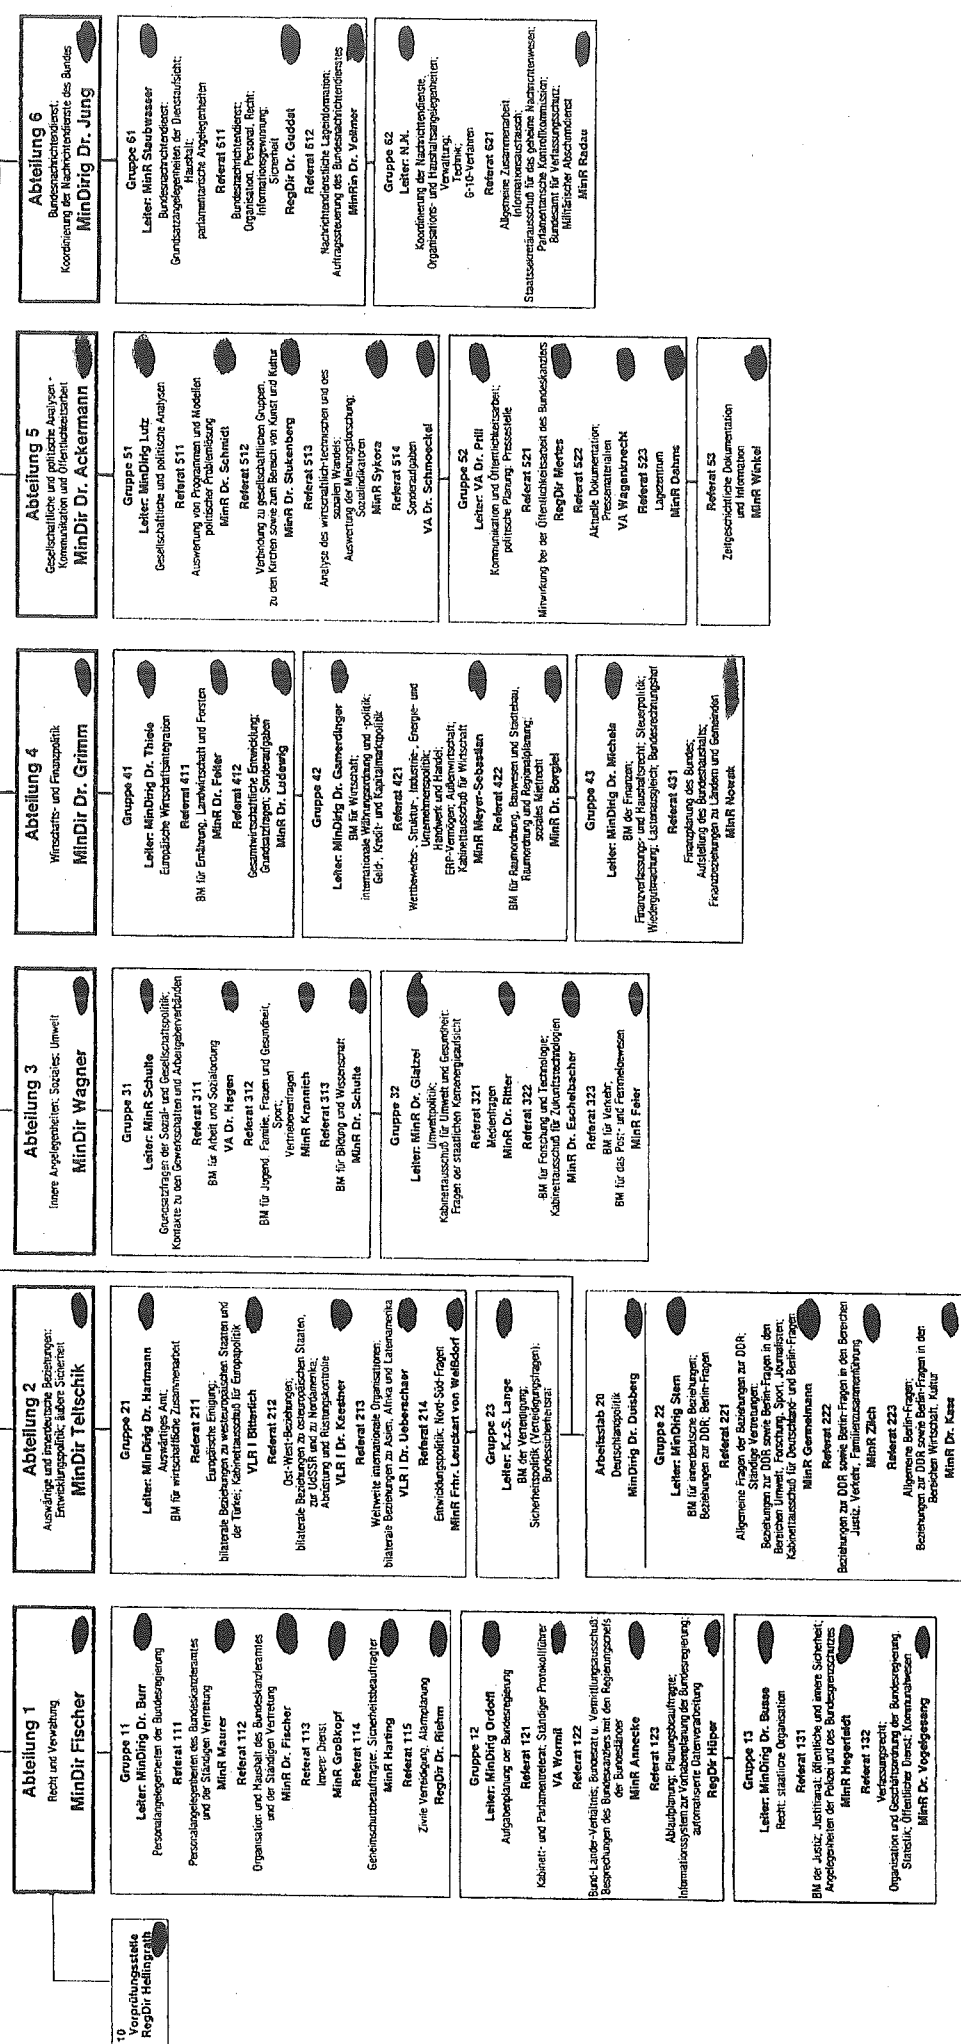 10
Vorprüfungsstelle
RegDir Hellingrath
Abteilung 1
Recht und Verwaltung
MinDir Fischer
Gruppe 11
Leiter: MinDirig Dr. Burr
Personalangelegenheiten der Bundesregierung
Referat 111
Personalangelegenheiten des Bundeskanzleramtes
und der Ständigen Vertretung
MinR Maurer
Referat 112
Organisation und Haushalt des Bundeskanzleramtes
und der Ständigen Vertretung
MinR Dr. Fischer
Referat 113
Innerer Dienst
MinR Großkopf
Referat 114
Geheimschutzbeauftragter, Sicherheitsbeauftragter
MinR Harting
Referat 115
Zivile Verteidigung, Alarmplanung
RegDir Dr. Riehm
Gruppe 12
Leiter: MinDirig Ordolff
Aufgabenplanung der Bundesregierung
Referat 121
Kabinett- und Parlamentreferat, Ständiger Protokollführer
VA Wormit
Referat 122
Bund-Länder-Verhältnis; Bundesrat u. Vermittlungsausschuß;
Besprechungen des Bundeskanzlers mit den Regierungschefs
der Bundesländer
MinR Annecke
Referat 123
Ablaufplanung; Planungsbeauftragte;
Informationssystem zur Vorhabenplanung der Bundesregierung;
automatisierte Datenverarbeitung
RegDir Hüper
Gruppe 13
Leiter: MinDirig Dr. Busse
Recht; staatliche Organisation
Referat 131
BM der Justiz; Justitiariat; öffentliche und innere Sicherheit;
Angelegenheiten der Polizei und des Bundesgrenzschutzes
MinR Hegerfeldt
Referat 132
Verfassungsrecht;
Organisation und Geschäftsordnung der Bundesregierung,
Statistik; Öffentlicher Dienst; Kommunalwesen
MinR Dr. Vogelgesang
Abteilung 2
Auswärtige und innerdeutsche Beziehungen;
Entwicklungspolitik; äußere Sicherheit
MinDir Teltschik
Gruppe 21
Leiter: MinDirig Dr. Hartmann
Auswärtiges Amt;
BM für wirtschaftliche Zusammenarbeit
Referat 211
Europäische Einigung;
bilaterale Beziehungen zu westeuropäischen Staaten und
der Türkei; Kabinettausschuß für Europapolitik
VLR I Bitterlich
Referat 212
Ost-West-Beziehungen;
bilaterale Beziehungen zu osteuropäischen Staaten,
zur UdSSR und zu Nordamerika;
Abrüstung und Rüstungskontrolle
VLR I Dr. Kaestner
Referat 213
Weltweite internationale Organisationen;
bilaterale Beziehungen zu Asien, Afrika und Lateinamerika
VLR I Dr. Ueberschaer
Referat 214
Entwicklungspolitik; Nord-Süd-Fragen
MinR Frhr. Leuckart von Weißdorf
Gruppe 23
Leiter: K.z.S. Lange
BM der Verteidigung;
Sicherheitspolitik (Verteidigungsfragen);
Bundessicherheitsrat
Arbeitsstab 20
Deutschlandpolitik
MinDirig Dr. Duisberg
Gruppe 22
Leiter: MinDirig Stern
BM für innerdeutsche Beziehungen;
Beziehungen zur DDR; Berlin-Fragen
Referat 221
Allgemeine Fragen der Beziehungen zur DDR;
Ständige Vertretungen;
Beziehungen zur DDR sowie Berlin-Fragen in den
Bereichen Umwelt, Forschung, Sport, Journalisten;
Kabinettausschuß für Deutschland- und Berlin-Fragen
MinR Germelmann
Referat 222
Beziehungen zur DDR sowie Berlin-Fragen in den Bereichen
Justiz, Verkehr, Familienzusammenführung
MinR Zilch
Referat 223
Allgemeine Berlin-Fragen;
Beziehungen zur DDR sowie Berlin-Fragen in den
Bereichen Wirtschaft, Kultur
MinR Dr. Kass
Abteilung 3
Innere Angelegenheiten; Soziales; Umwelt
MinDir Wagner
Gruppe 31
Leiter: MinR Schulte
Grundsatzfragen der Sozial- und Gesellschaftspolitik;
Kontakte zu den Gewerkschaften und Arbeitgeberverbänden
Referat 311
BM für Arbeit und Sozialordnung
VA Dr. Hagen
Referat 312
BM für Jugend, Familie, Frauen und Gesundheit,
Sport;
Vertriebenenfragen
MinR Krannich
Referat 313
BM für Bildung und Wissenschaft
MinR Dr. Schulte
Gruppe 32
Leiter: MinR Dr. Glatzel
Umweltpolitik;
Kabinettausschuß für Umwelt und Gesundheit;
Fragen der staatlichen Kernenergieaufsicht
Referat 321
Medienfragen
MinR Dr. Ritter
Referat 322
BM für Forschung und Technologie;
Kabinettausschuß für Zukunftstechnologien
MinR Dr. Eschelbacher
Referat 323
BM für Verkehr,
BM für das Post- und Fernmeldewesen
MinR Feier
Abteilung 4
Wirtschafts- und Finanzpolitik
MinDir Dr. Grimm
Gruppe 41
Leiter: MinDirig Dr. Thiele
Europäische Wirtschaftsintegration
Referat 411
BM für Ernährung, Landwirtschaft und Forsten
MinR Dr. Feiter
Referat 412
Gesamtwirtschaftliche Entwicklung;
Grundsatzfragen; Sonderaufgaben
MinR Dr. Ludewig
Gruppe 42
Leiter: MinDirig Dr. Gamerdinger
BM für Wirtschaft;
internationale Währungsordnung und -politik;
Geld-, Kredit- und Kapitalmarktpolitik
Referat 421
Wettbewerbs-, Struktur-, Industrie-, Energie- und
Unternehmenspolitik;
Handwerk und Handel;
ERP-Vermögen; Außenwirtschaft;
Kabinettausschuß für Wirtschaft
MinR Meyer-Sebastian
Referat 422
BM für Raumordnung, Bauwesen und Städtebau,
Raumordnung und Regionalplanung;
soziales Mietrecht
MinR Dr. Bergiel
Gruppe 43
Leiter: MinDirig Dr. Michels
BM der Finanzen;
Finanzverfassungs- und Haushaltsrecht; Steuerpolitik;
Wiedergutmachung; Lastenausgleich; Bundesrechnungshof
Referat 431
Finanzplanung des Bundes;
Aufstellung des Bundeshaushalts;
Finanzbeziehungen zu Ländern und Gemeinden
MinR Nowak
Abteilung 5
Gesellschaftliche und politische Analysen -
Kommunikation und Öffentlichkeitsarbeit
MinDir Dr. Ackermann
Gruppe 51
Leiter: MinDirig Lutz
Gesellschaftliche und politische Analysen
Referat 511
Auswertung von Programmen und Modellen
politischer Problemlösung
MinR Dr. Schmidt
Referat 512
Verbindung zu gesellschaftlichen Gruppen,
zu den Kirchen sowie zum Bereich von Kunst und Kultur
MinR Dr. Stukenberg
Referat 513
Analyse des wirtschaftlich-technischen und des
sozialen Wandels;
Auswertung der Meinungsforschung;
Sozialindikatoren
MinR Sykora
Referat 514
Sonderaufgaben
VA Dr. Schmoeckel
Gruppe 52
Leiter: VA Dr. Prill
Kommunikation und Öffentlichkeitsarbeit;
politische Planung; Pressestelle
Referat 521
Mitwirkung bei der Öffentlichkeitsarbeit des Bundeskanzlers
RegDir Mertes
Referat 522
Aktuelle Dokumentation;
Pressematerialien
VA Wagenknecht
Referat 523
Lagezentrum
MinR Dahms
Referat 53
Zeitgeschichtliche Dokumentation
und Information
MinR Winkel
Abteilung 6
Bundesnachrichtendienst;
Koordinierung der Nachrichtendienste des Bundes
MinDirig Dr. Jung
Gruppe 61
Leiter: MinR Staubwasser
Bundesnachrichtendienst;
Grundsatzangelegenheiten der Dienstaufsicht;
Haushalt;
parlamentarische Angelegenheiten
Referat 611
Bundesnachrichtendienst;
Organisation, Personal, Recht;
Informationsgewinnung;
Sicherheit
RegDir Dr. Guddat
Referat 612
Nachrichtendienstliche Lageinformation;
Auftragssteuerung des Bundesnachrichtendienstes
MinRin Dr. Vollmer
Gruppe 62
Leiter: N.N.
Koordinierung der Nachrichtendienste,
Organisations- und Haushaltsangelegenheiten;
Verwaltung;
Technik;
G-10-Verfahren
Referat 621
Allgemeine Zusammenarbeit
Informationsaustausch;
Staatssekretärausschuß für das geheime Nachrichtenwesen;
Parlamentarische Kontrollkommission;
Bundesamt für Verfassungsschutz;
Militärischer Abschirmdienst
MinR Radau